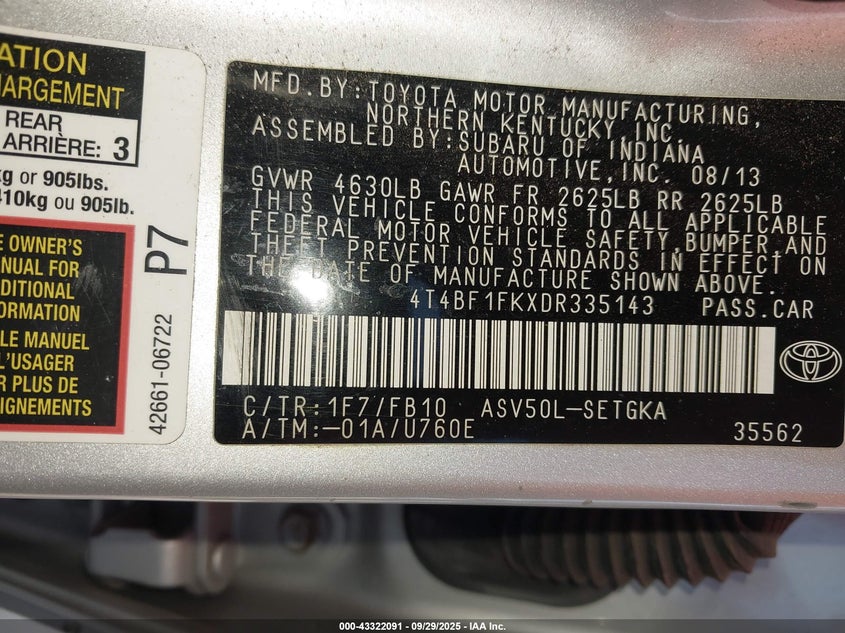 ATION
HARGEMENT
REAR
ARRIÈRE: 3
kg or 905lbs.
410kg ou 905lb.
E OWNER'S
ANUAL FOR
DDITIONAL
FORMATION
LE MANUEL
L'USAGER
R PLUS DE
IGNEMENTS
P7
42661-06722
MFD.BY:TOYOTA MOTOR MANUFACTURING,
NORTHERN KENTUCKY,INC.
ASSEMBLED BY:SUBARU OF INDIANA
AUTOMOTIVE,INC. 08/13
GVWR 4630LB GAWR FR 2625LB RR 2625LB
THIS VEHICLE CONFORMS TO ALL APPLICABLE
FEDERAL MOTOR VEHICLE SAFETY,BUMPER,AND
THEFT PREVENTION STANDARDS IN EFFECT ON
THE DATE OF MANUFACTURE SHOWN ABOVE.
4T4BF1FKXDR335143 PASS.CAR
C/TR:1F7/FB10 ASV50L-SETGKA
A/TM:-01A/U760E 35562
000-43322091 - 09/29/2025 - IAA Inc.